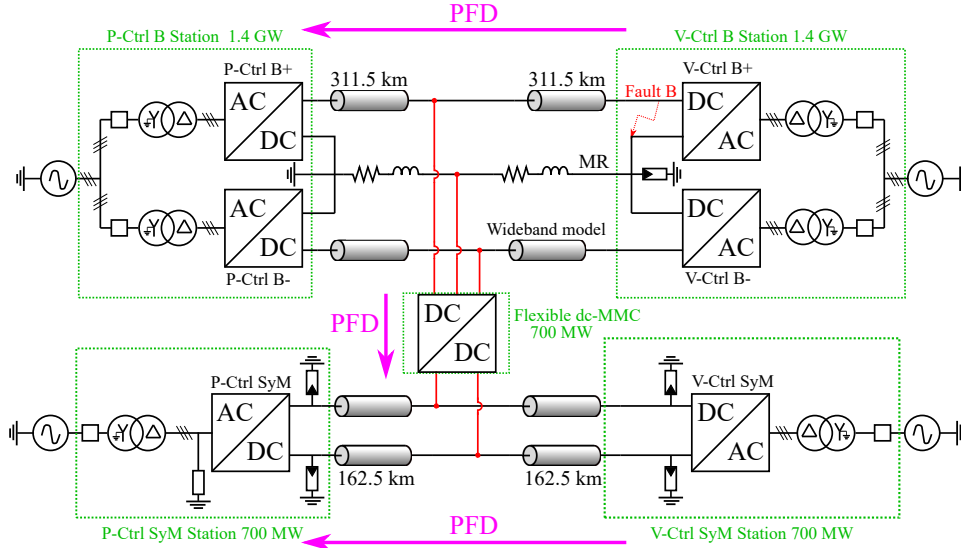 PFD
P-Ctrl B Station 1.4 GW
V-Ctrl B Station 1.4 GW
P-Ctrl B+
311.5 km
311.5 km
V-Ctrl B+
Fault B
AC
DC
DC
AC
MR
AC
DC
Wideband model
DC
AC
P-Ctrl B-
V-Ctrl B-
PFD
DC
DC
Flexible dc-MMC
700 MW
P-Ctrl SyM
V-Ctrl SyM
AC
DC
DC
AC
162.5 km
162.5 km
P-Ctrl SyM Station 700 MW
PFD
V-Ctrl SyM Station 700 MW